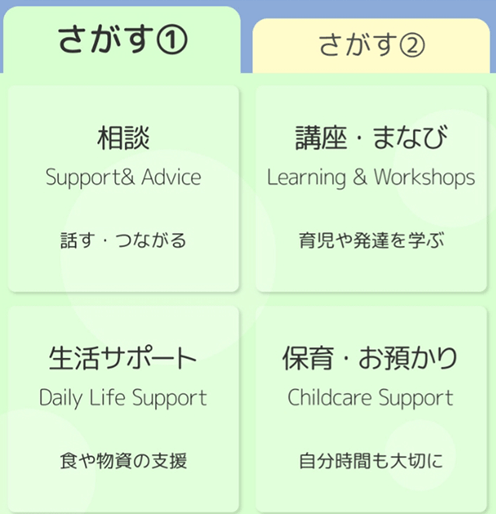 さがす①
さがす②
相談
Support& Advice
話す・つながる
講座・まなび
Learning & Workshops
育児や発達を学ぶ
生活サポート
Daily Life Support
食や物資の支援
保育・お預かり
Childcare Support
自分時間も大切に